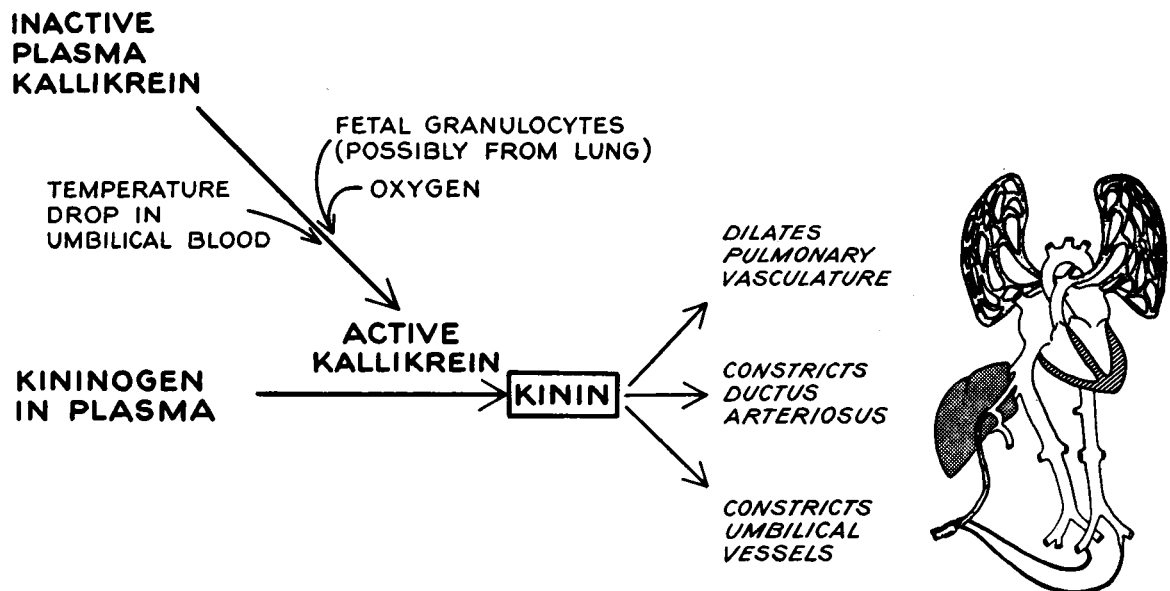 INACTIVE
PLASMA
KALLIKREIN
FETAL GRANULOCYTES
(POSSIBLY FROM LUNG)
OXYGEN
TEMPERATURE
DROP IN
UMBILICAL BLOOD
ACTIVE
KALLIKREIN
KININOGEN
IN PLASMA
KININ
DILATES
PULMONARY
VASCULATURE
CONSTRICTS
DUCTUS
ARTERIOSUS
CONSTRICTS
UMBILICAL
VESSELS